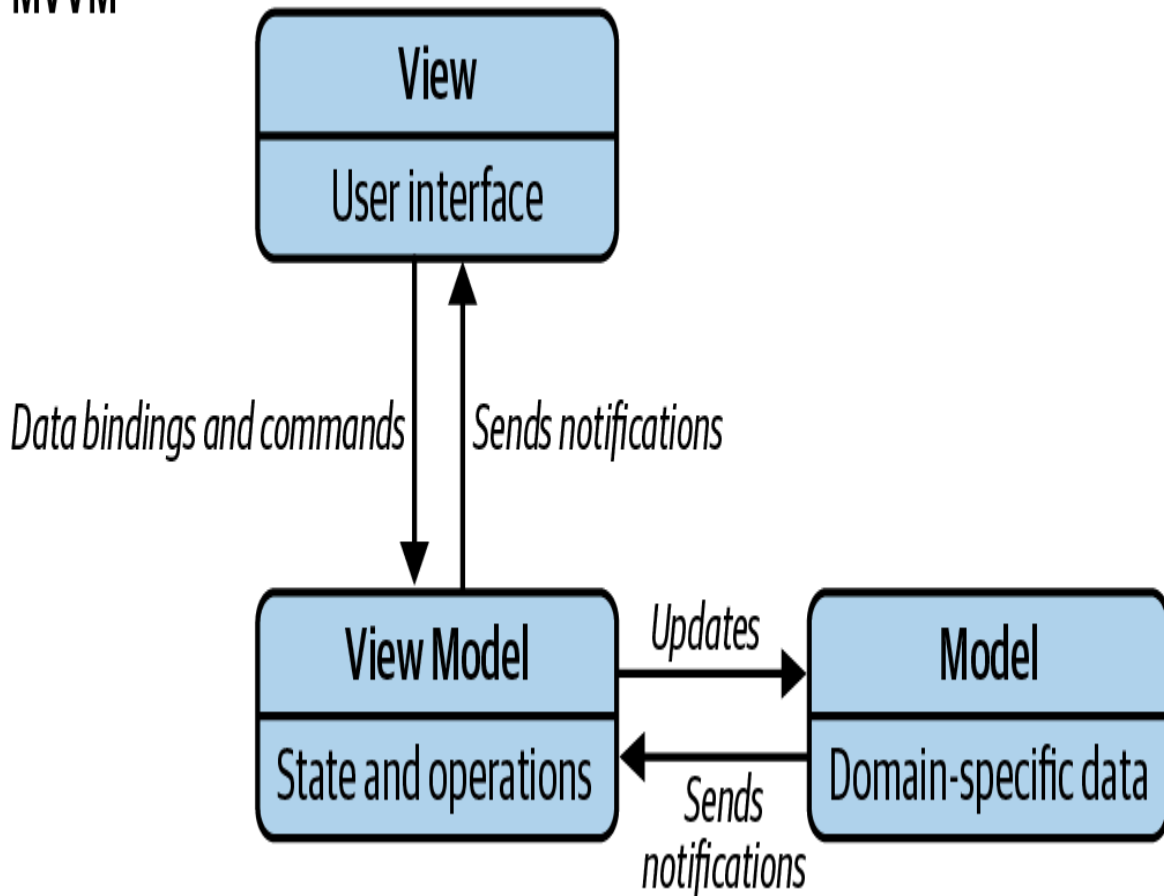 MVVM
View
User interface
Data bindings and commands
Sends notifications
View Model
State and operations
Updates
Sends
notifications
Model
Domain-specific data